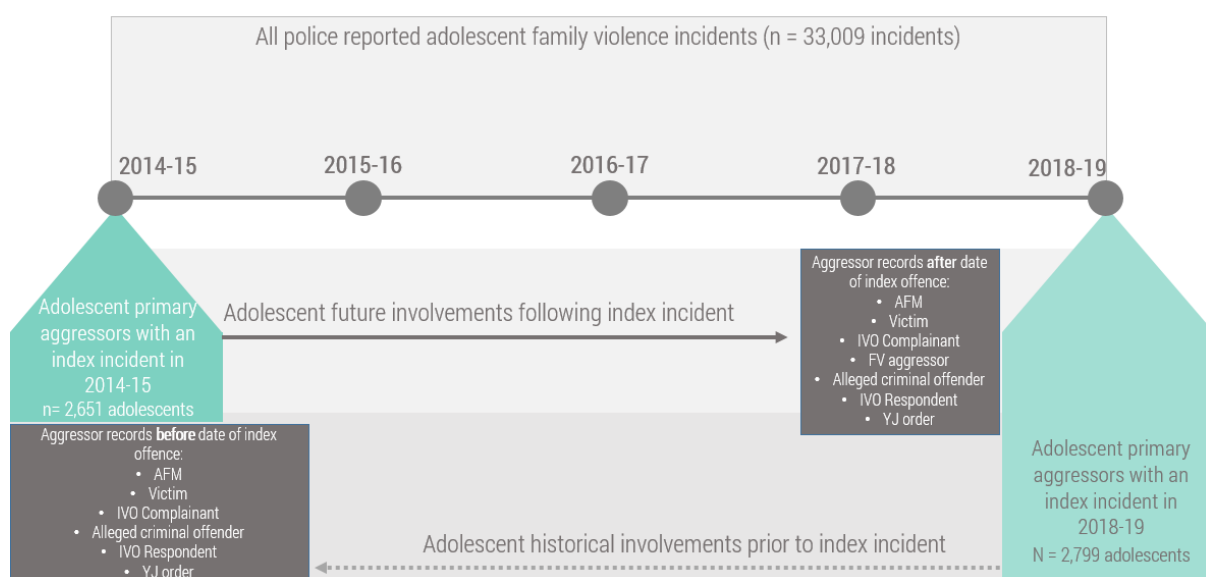 All police reported adolescent family violence incidents (n = 33,009 incidents)
2014-15
2015-16
2016-17
2017-18
2018-19
Adolescent primary
aggressors with an
index incident in
2014-15
n= 2,651 adolescents
Adolescent future involvements following index incident
Aggressor records after date
of index offence:
• AFM
• Victim
• IVO Complainant
• FV aggressor
• Alleged criminal offender
• IVO Respondent
• YJ order
Aggressor records before date of index
offence:
• AFM
• Victim
• IVO Complainant
• Alleged criminal offender
• IVO Respondent
• YJ order
Adolescent historical involvements prior to index incident
Adolescent primary
aggressors with an
index incident in
2018-19
N = 2,799 adolescents